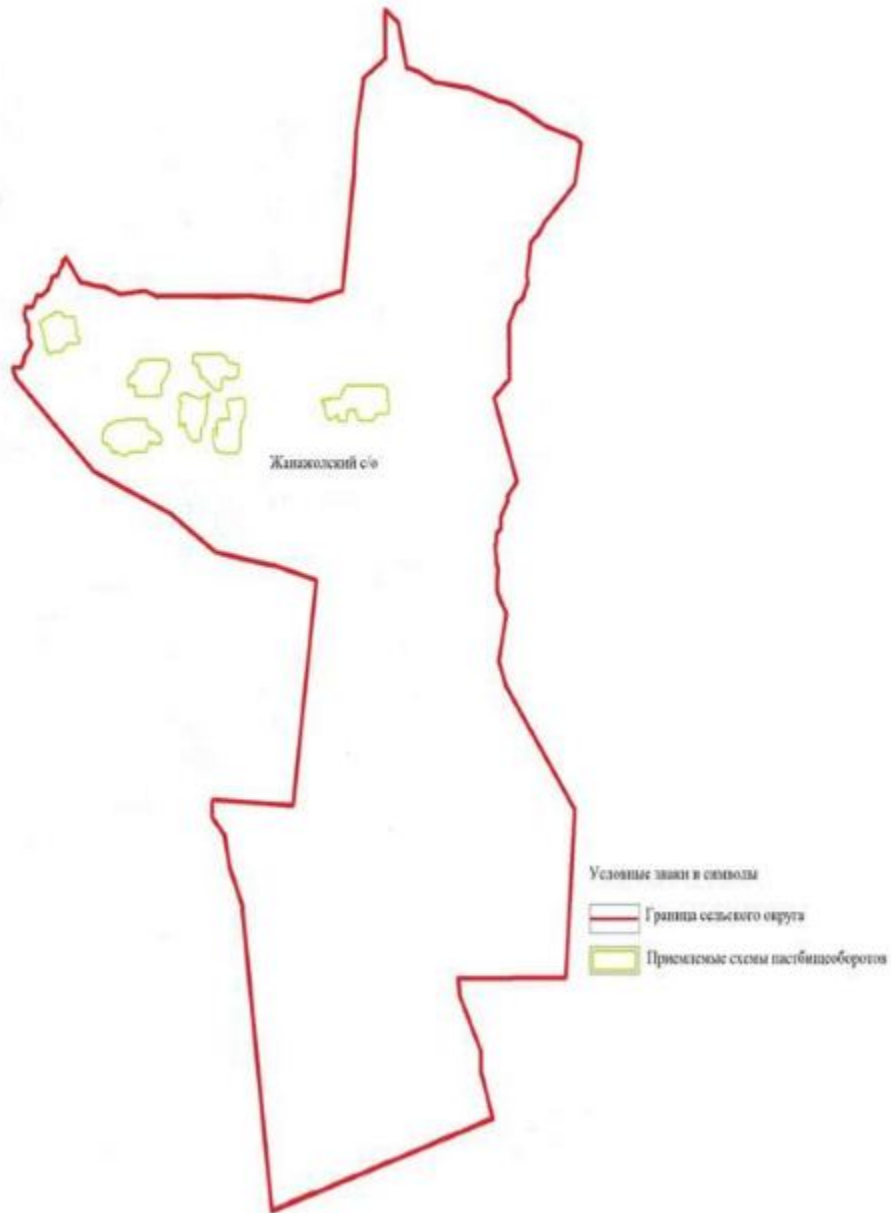 Жанажолский с/о
Условные знаки и символы
Граница сельского округа
Приемлемые схемы пастбищеоборотов